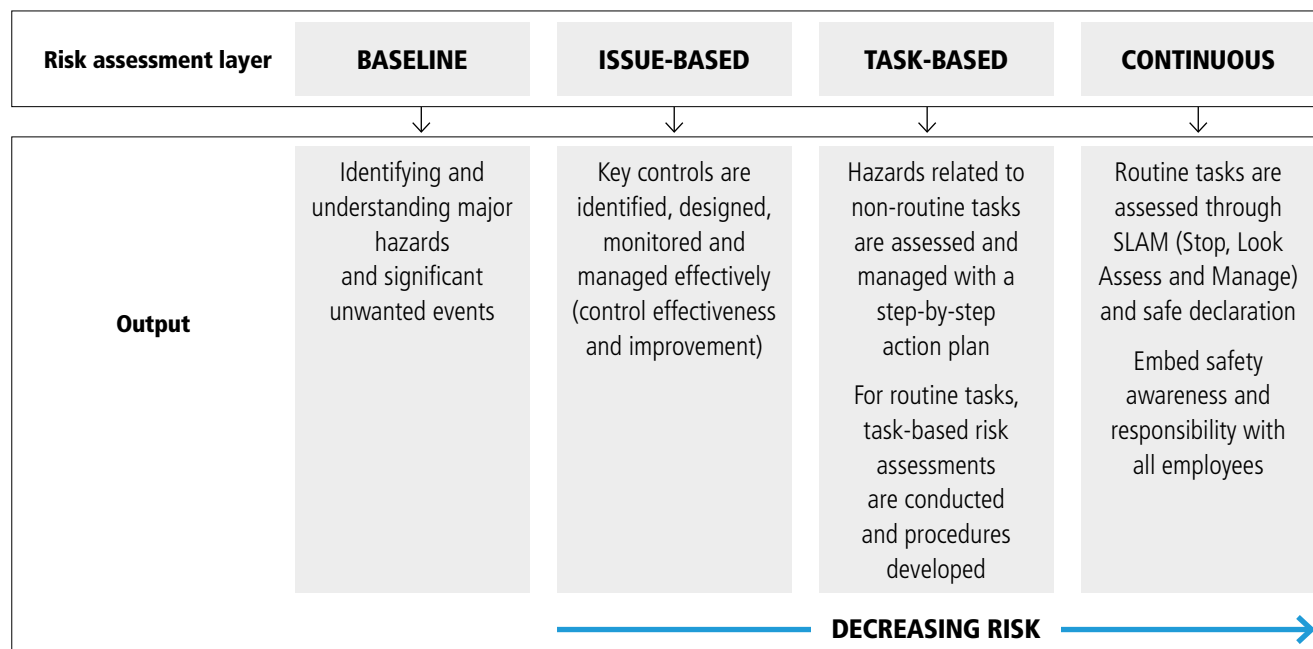 Risk assessment layer
BASELINE
ISSUE-BASED
TASK-BASED
CONTINUOUS
Output
Identifying and
understanding major
hazards
and significant
unwanted events
Key controls are
identified, designed,
monitored and
managed effectively
(control effectiveness
and improvement)
Hazards related to
non-routine tasks
are assessed and
managed with a
step-by-step
action plan
For routine tasks,
task-based risk
assessments
are conducted
and procedures
developed
Routine tasks are
assessed through
SLAM (Stop, Look
Assess and Manage)
and safe declaration
Embed safety
awareness and
responsibility with
all employees
DECREASING RISK